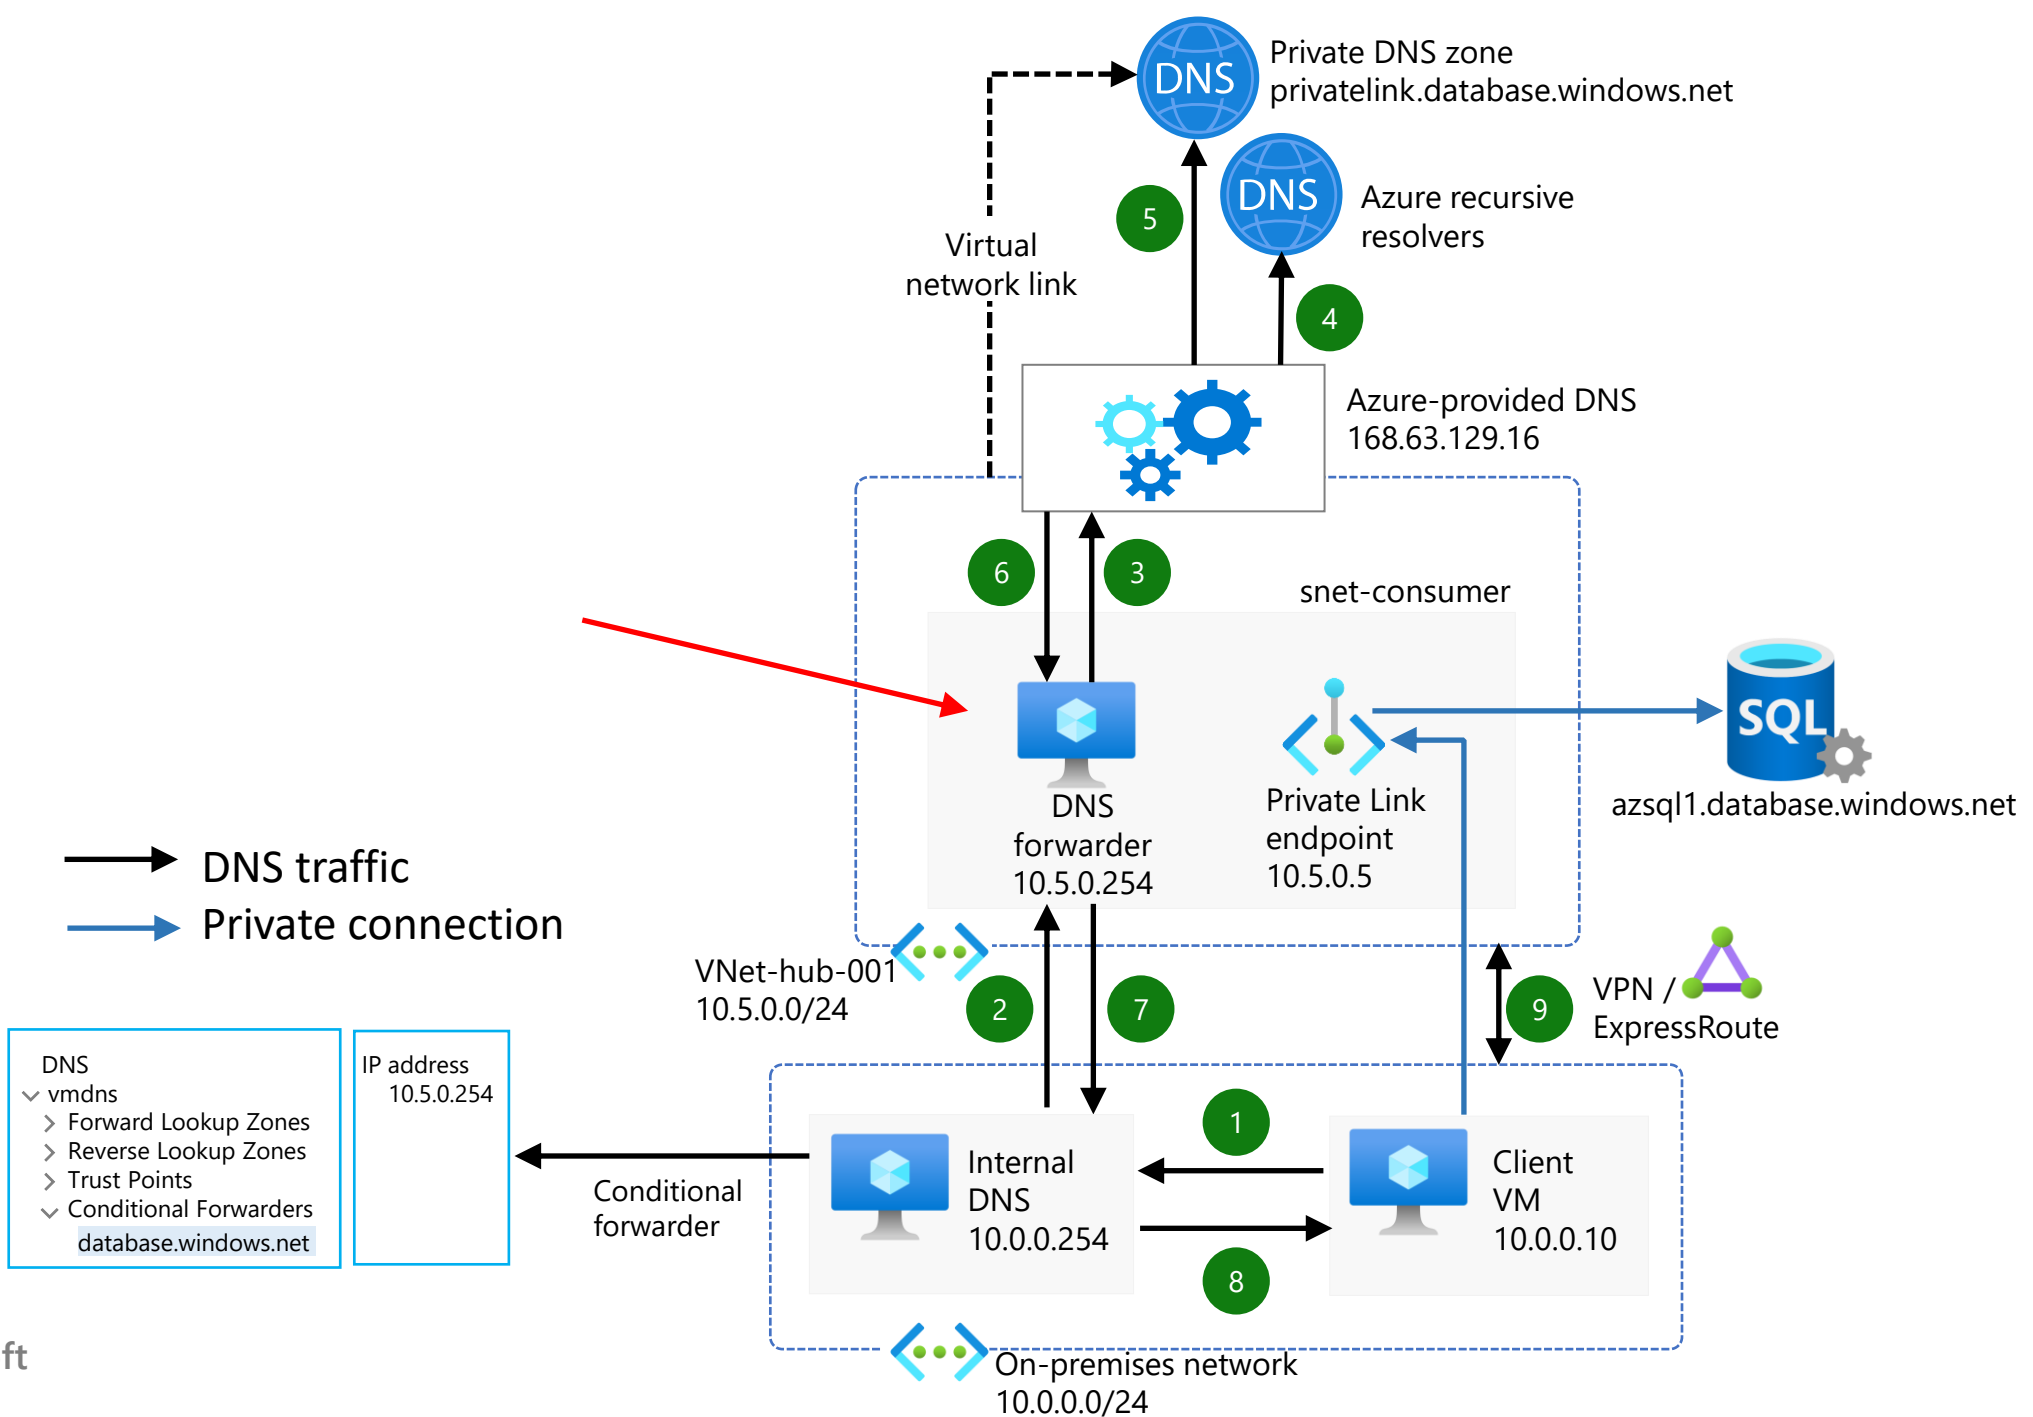 DNS
Private DNS zone
privatelink.database.windows.net
DNS
Azure recursive
resolvers
5
4
Virtual
network link
Azure-provided DNS
168.63.129.16
6
3
snet-consumer
SQL
azsql1.database.windows.net
DNS
forwarder
10.5.0.254
Private Link
endpoint
10.5.0.5
DNS traffic
Private connection
VNet-hub-001
10.5.0.0/24
2
7
9
VPN /
ExpressRoute
DNS
vmdns
Forward Lookup Zones
Reverse Lookup Zones
Trust Points
Conditional Forwarders
database.windows.net
IP address
10.5.0.254
Conditional
forwarder
Internal
DNS
10.0.0.254
1
8
Client
VM
10.0.0.10
On-premises network
10.0.0.0/24
ft